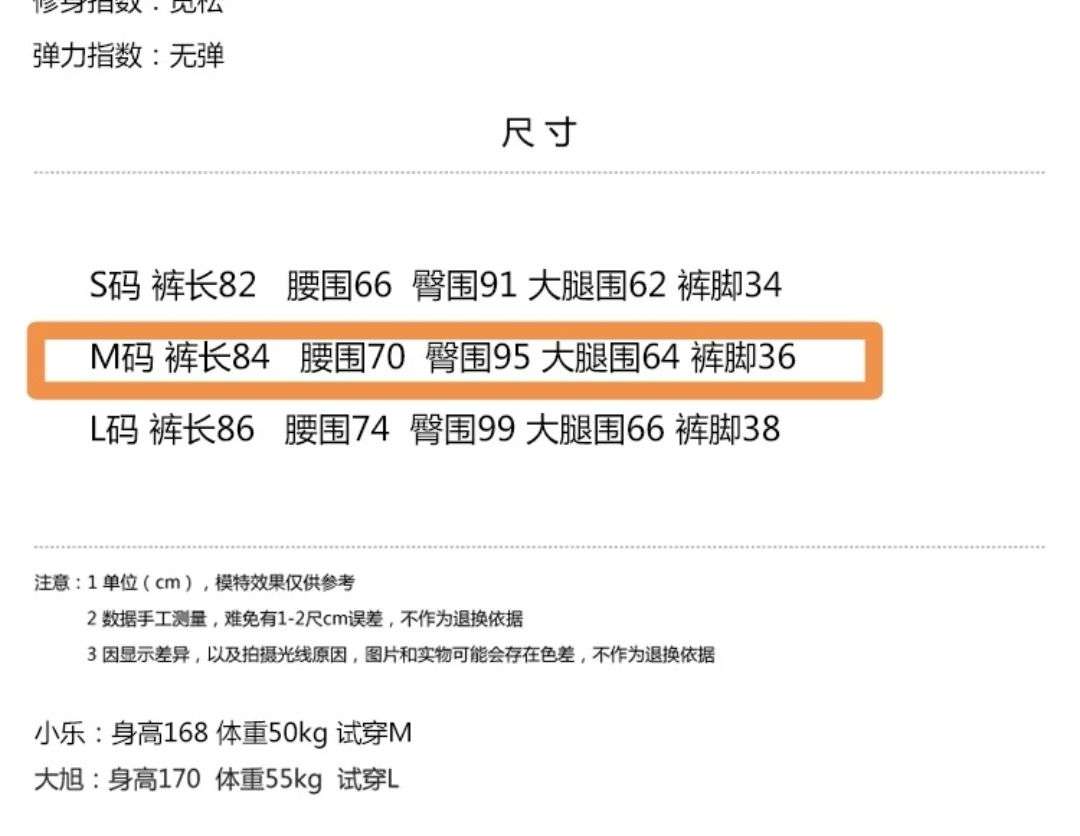 修身指数：宽松
弹力指数：无弹
尺寸
S码 裤长82 腰围66 臀围91 大腿围62 裤脚34
M码 裤长84 腰围70 臀围95 大腿围64 裤脚36
L码 裤长86 腰围74 臀围99 大腿围66 裤脚38
注意：1 单位（cm），模特效果仅供参考
2 数据手工测量，难免有1-2尺cm误差，不作为退换依据
3 因显示差异，以及拍摄光线原因，图片和实物可能会存在色差，不作为退换依据
小乐：身高168 体重50kg 试穿M
大旭：身高170 体重55kg 试穿L